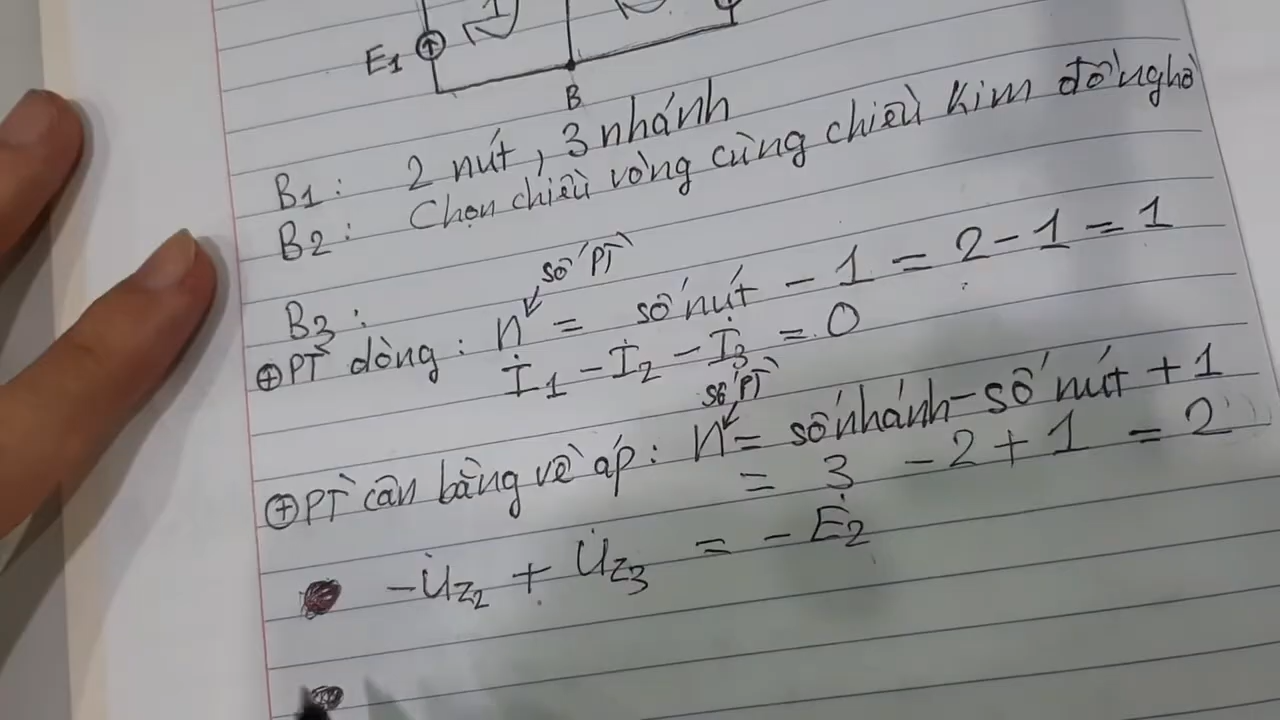 1
E1
B
B1: 2 nút, 3 nhánh
B2: Chọn chiều vòng cùng chiều kim đồng hồ
B3:
số PT
⊕ PT dòng: n = số nút - 1 = 2 - 1 = 1
İ1 - İ2 - İ3 = 0
số PT
⊕ PT cân bằng về áp: n = số nhánh - số nút + 1
= 3 - 2 + 1 = 2
-U̇Z2 + U̇Z3 = -Ė2